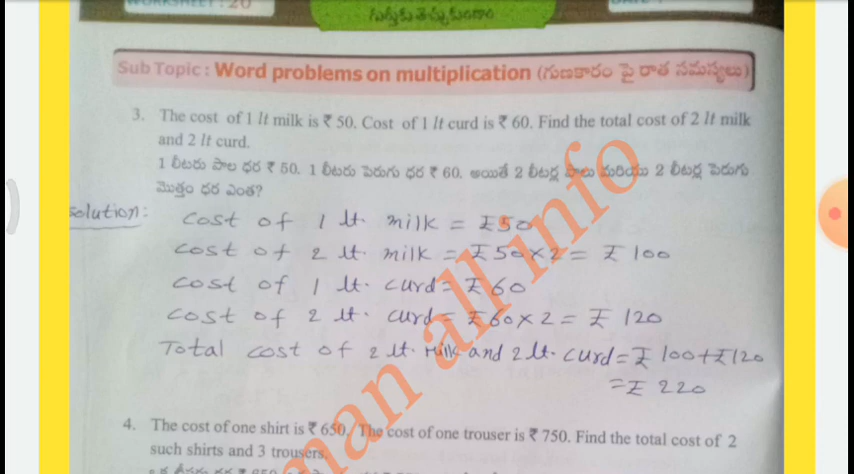 WORKSHEET : 20
గుర్తుకు తెచ్చుకుందాం
Sub Topic : Word problems on multiplication (గుణకారం పై రాత సమస్యలు)
3. The cost of 1 lt milk is ₹ 50. Cost of 1 lt curd is ₹ 60. Find the total cost of 2 lt milk
and 2 lt curd.
1 లీటరు పాల ధర ₹ 50. 1 లీటరు పెరుగు ధర ₹ 60. అయితే 2 లీటర్ల పాలు మరియు 2 లీటర్ల పెరుగు
మొత్తం ధర ఎంత?
solution:
cost of 1 lt. milk = ₹50
cost of 2 lt. milk = ₹50×2 = ₹ 100
cost of 1 lt. curd = ₹60
cost of 2 lt. curd = ₹60×2 = ₹ 120
Total cost of 2 lt. milk and 2 lt. curd = ₹100+₹120
= ₹ 220
man all info
4. The cost of one shirt is ₹ 650. The cost of one trouser is ₹ 750. Find the total cost of 2
such shirts and 3 trousers.